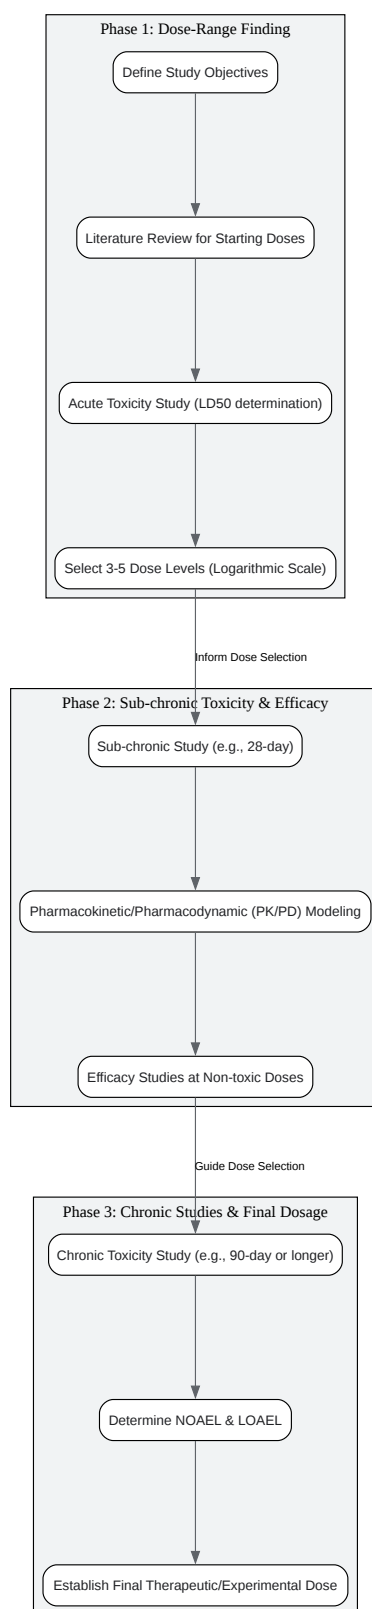 Phase 1: Dose-Range Finding
Define Study Objectives
Literature Review for Starting Doses
Acute Toxicity Study (LD50 determination)
Select 3-5 Dose Levels (Logarithmic Scale)
Inform Dose Selection
Phase 2: Sub-chronic Toxicity & Efficacy
Sub-chronic Study (e.g., 28-day)
Pharmacokinetic/Pharmacodynamic (PK/PD) Modeling
Efficacy Studies at Non-toxic Doses
Guide Dose Selection
Phase 3: Chronic Studies & Final Dosage
Chronic Toxicity Study (e.g., 90-day or longer)
Determine NOAEL & LOAEL
Establish Final Therapeutic/Experimental Dose